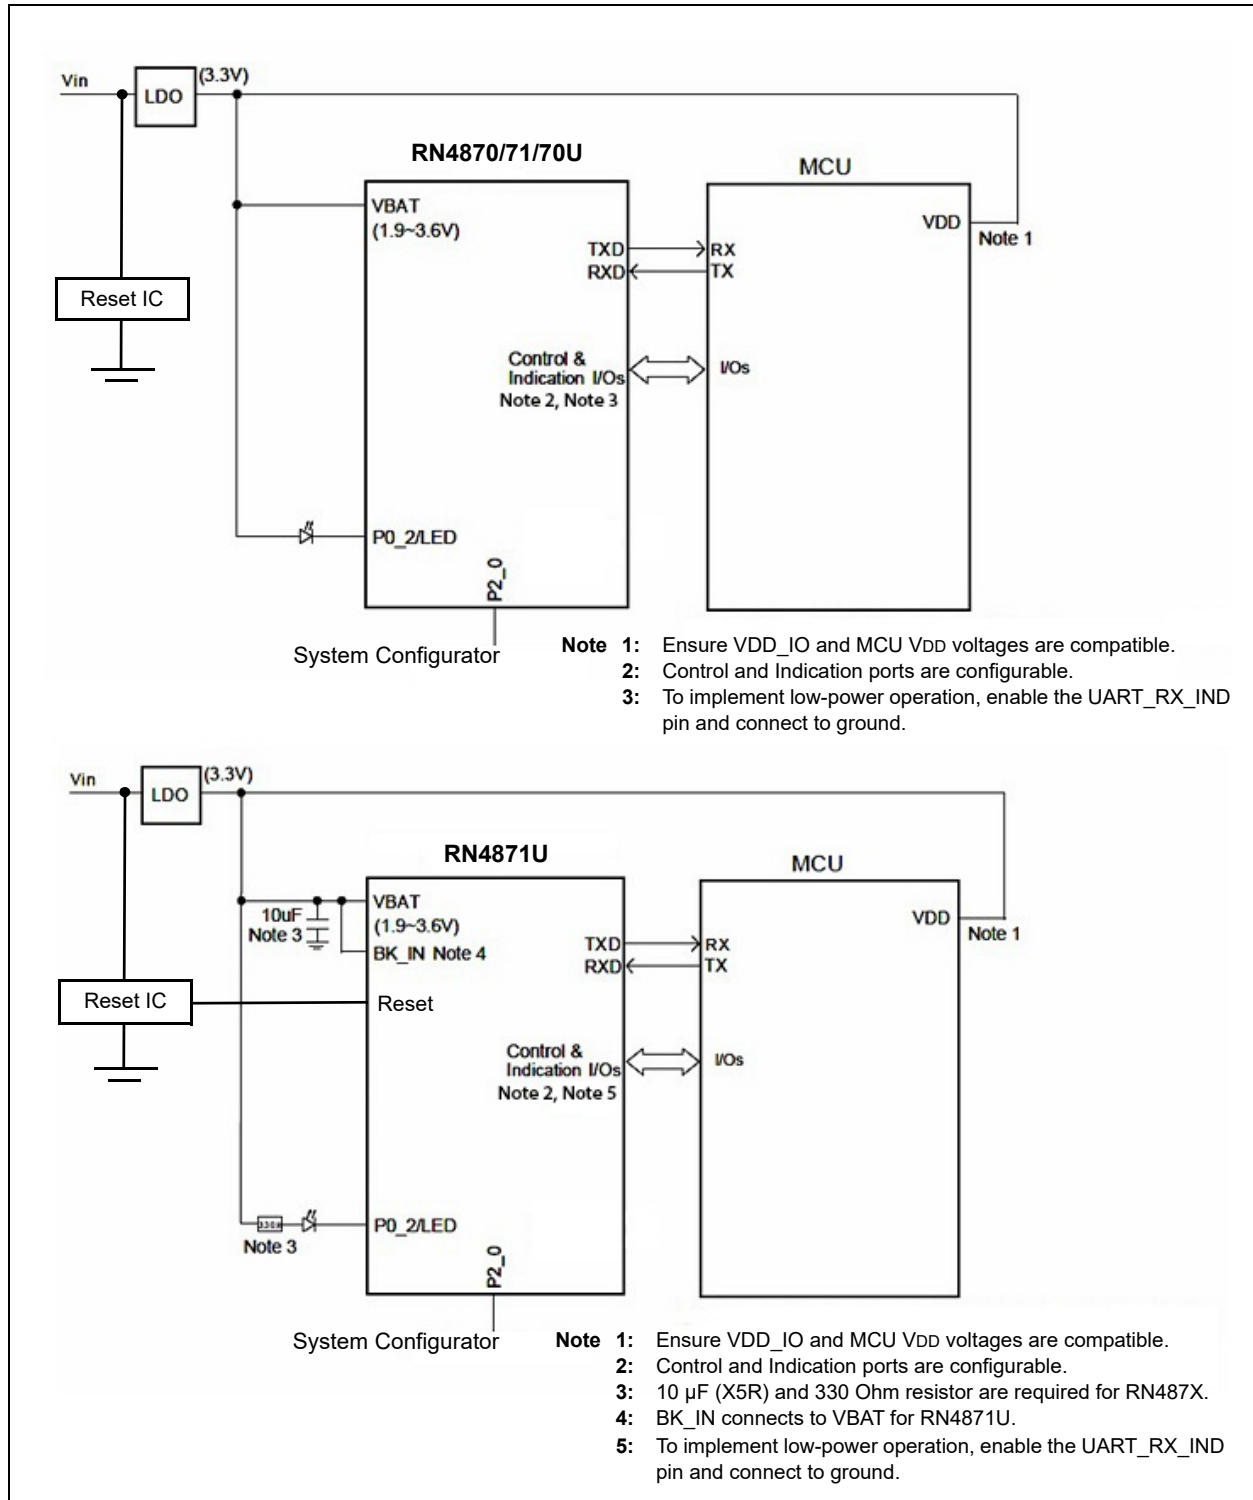 Vin
LDO
(3.3V)
RN4870/71/70U
MCU
VBAT
(1.9~3.6V)
VDD
Note 1
TXD
RX
RXD
TX
Reset IC
Control &
Indication I/Os
Note 2, Note 3
I/Os
P0_2/LED
P2_0
System Configurator
Note 1: Ensure VDD_IO and MCU VDD voltages are compatible.
2: Control and Indication ports are configurable.
3: To implement low-power operation, enable the UART_RX_IND
pin and connect to ground.
Vin
LDO
(3.3V)
RN4871U
MCU
VBAT
(1.9~3.6V)
BK_IN Note 4
10uF
Note 3
VDD
Note 1
TXD
RX
RXD
TX
Reset IC
Reset
Control &
Indication I/Os
Note 2, Note 5
I/Os
P0_2/LED
Note 3
P2_0
System Configurator
Note 1: Ensure VDD_IO and MCU VDD voltages are compatible.
2: Control and Indication ports are configurable.
3: 10 µF (X5R) and 330 Ohm resistor are required for RN487X.
4: BK_IN connects to VBAT for RN4871U.
5: To implement low-power operation, enable the UART_RX_IND
pin and connect to ground.